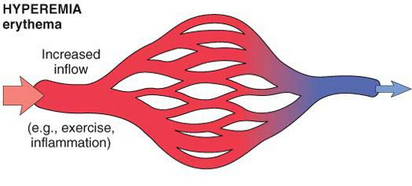 HYPEREMIA
erythema
Increased
inflow
(e.g., exercise,
inflammation)